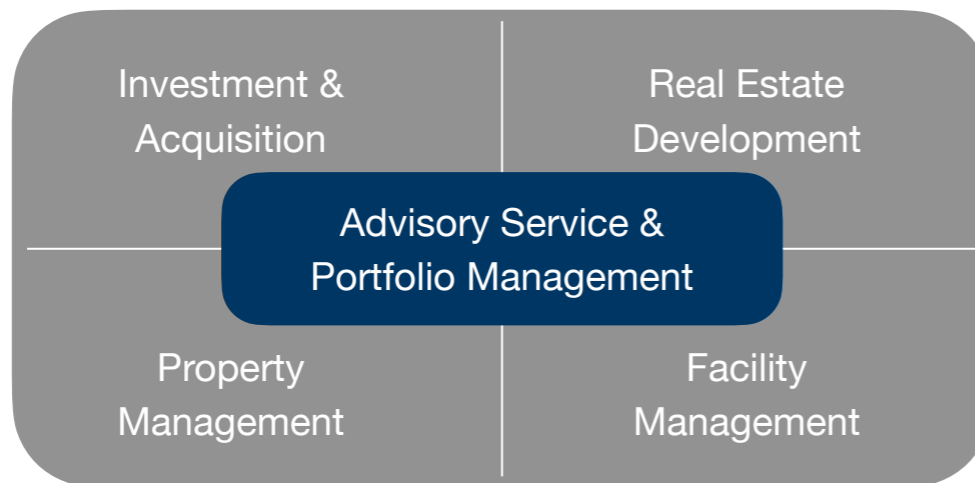 Investment &
Acquisition
Real Estate
Development
Advisory Service &
Portfolio Management
Property
Management
Facility
Management